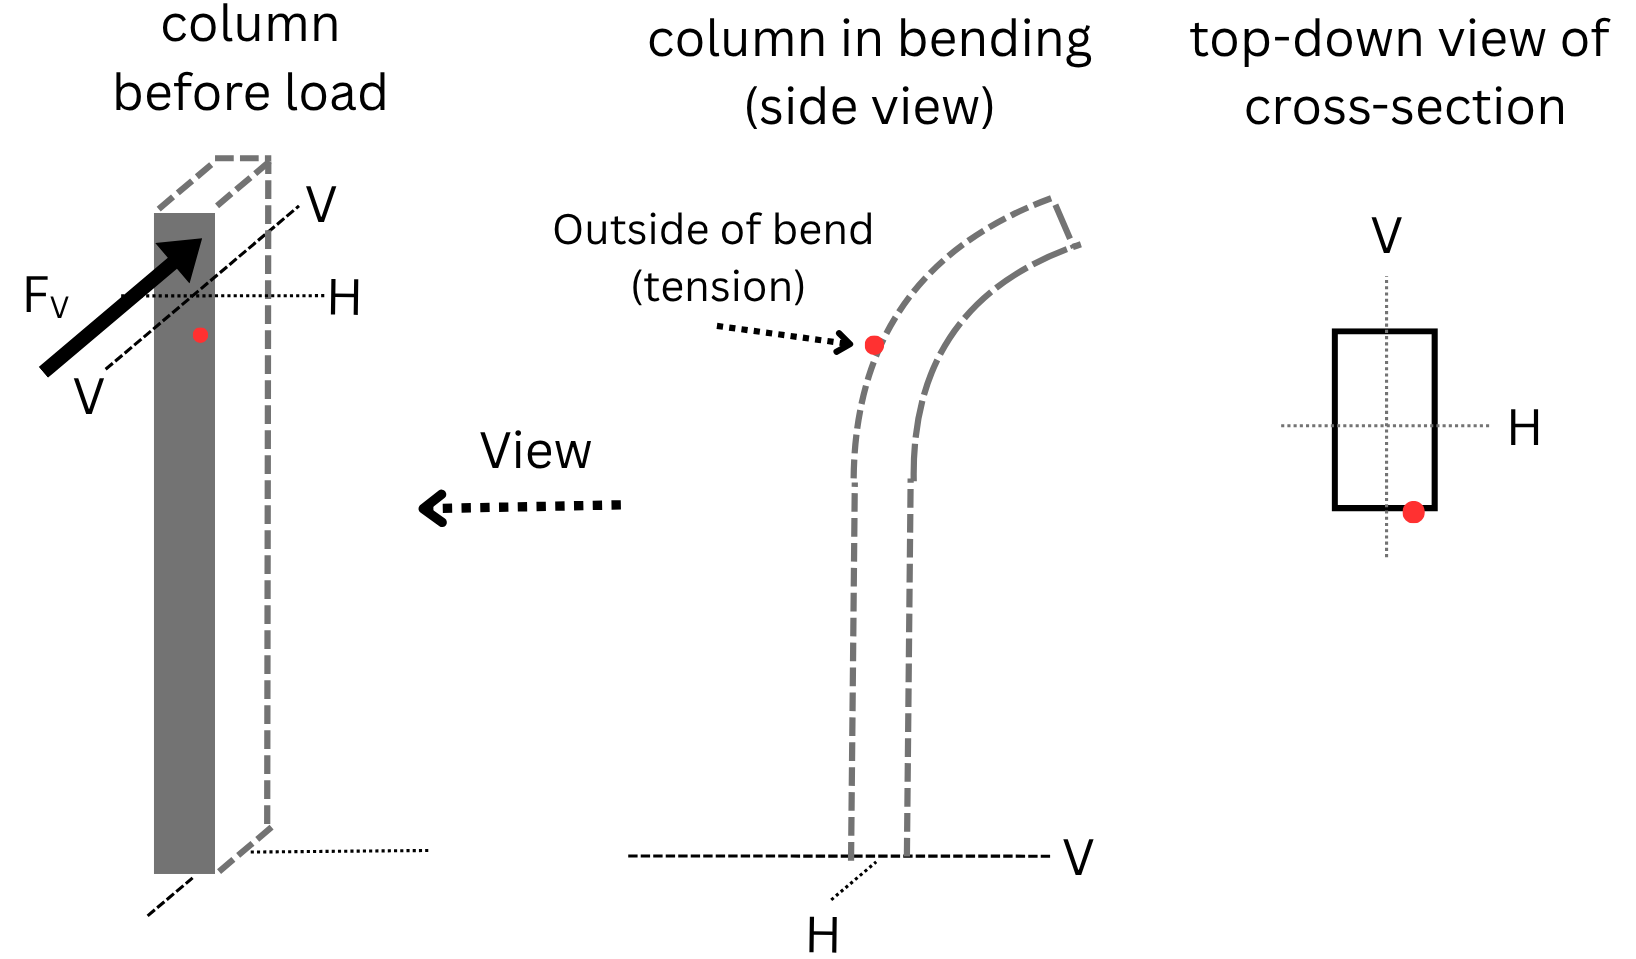 column
before load
V
F_V
H
V
column in bending
(side view)
Outside of bend
(tension)
View
V
H
top-down view of
cross-section
V
H